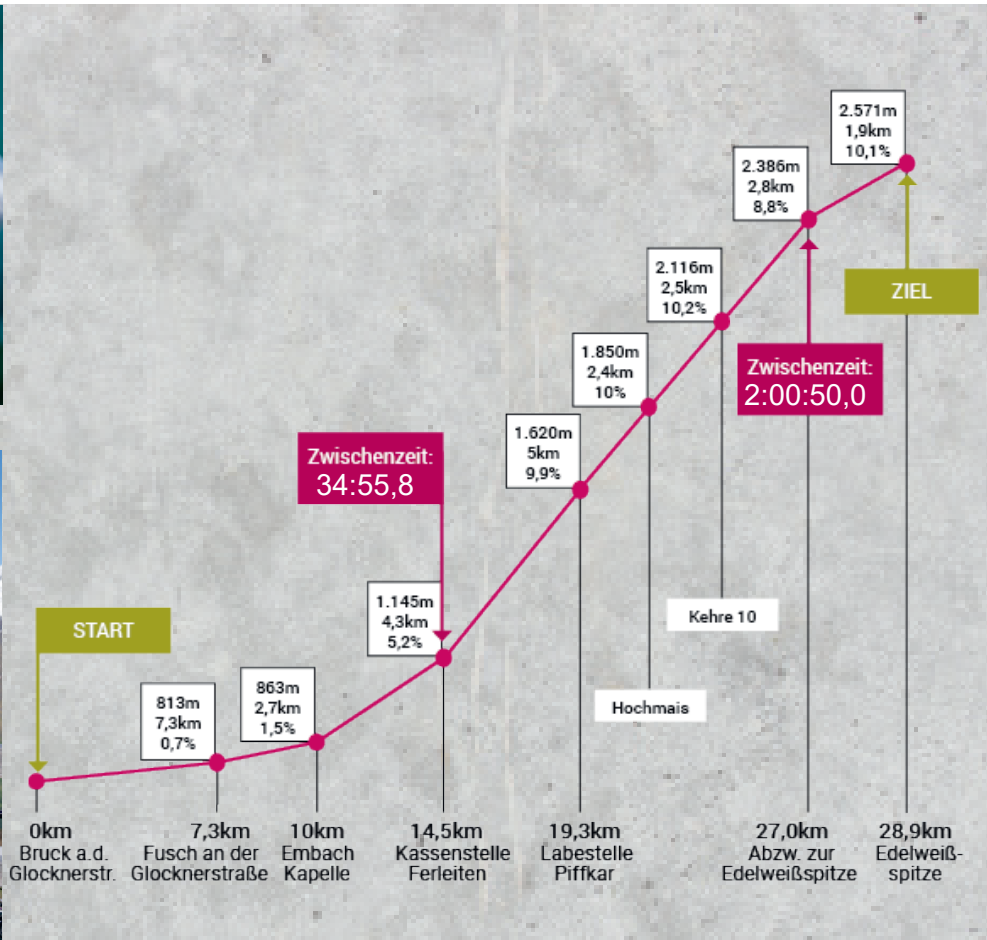 2.571m
1,9km
10,1%
2.386m
2,8km
8,8%
2.116m
2,5km
10,2%
ZIEL
1.850m
2,4km
10%
Zwischenzeit:
2:00:50,0
1.620m
5km
9,9%
Zwischenzeit:
34:55,8
1.145m
4,3km
5,2%
Kehre 10
START
863m
2,7km
1,5%
813m
7,3km
0,7%
Hochmais
0km
Bruck a.d.
Glocknerstr.
7,3km
Fusch an der
Glocknerstraße
10km
Embach
Kapelle
14,5km
Kassenstelle
Ferleiten
19,3km
Labestelle
Piffkar
27,0km
Abzw. zur
Edelweißspitze
28,9km
Edelweiß-
spitze